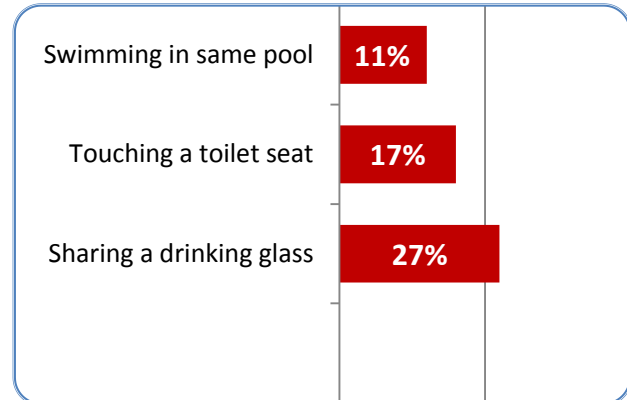 Swimming in same pool 11%
Touching a toilet seat 17%
Sharing a drinking glass 27%